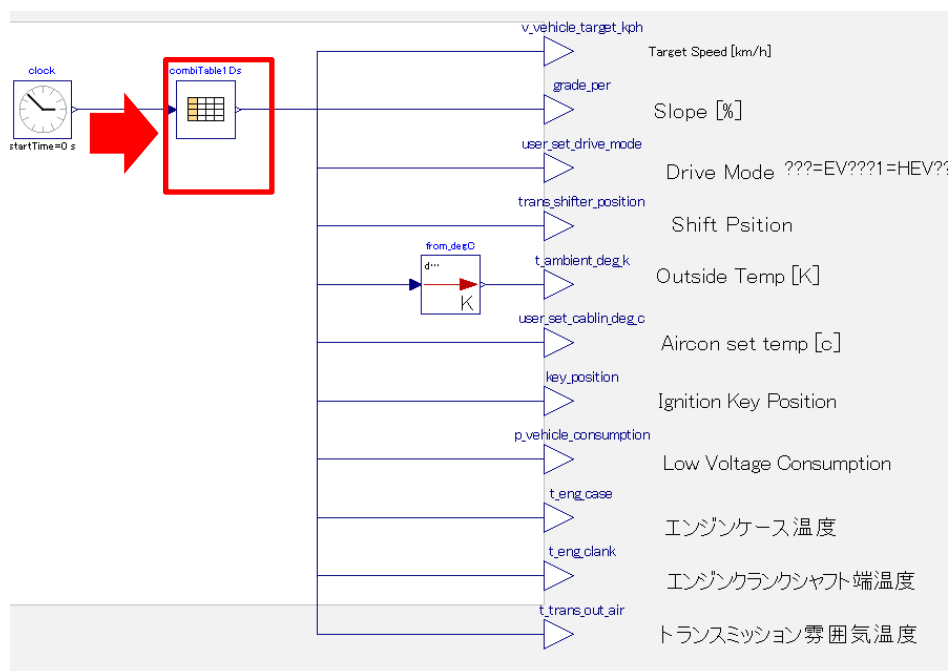 v_vehicle_target_kph
Target Speed [km/h]
clock
combiTable1Ds
startTime=0 s
grade_per
Slope [%]
user_set_drive_mode
Drive Mode ???=EV???1=HEV??
trans_shifter_position
Shift Psition
from_degC
d...
K
t_ambient_deg_k
Outside Temp [K]
user_set_cablin_deg_c
Aircon set temp [c]
key_position
Ignition Key Position
p_vehicle_consumption
Low Voltage Consumption
t_eng_case
エンジンケース温度
t_eng_clank
エンジンクランクシャフト端温度
t_trans_out_air
トランスミッション雰囲気温度